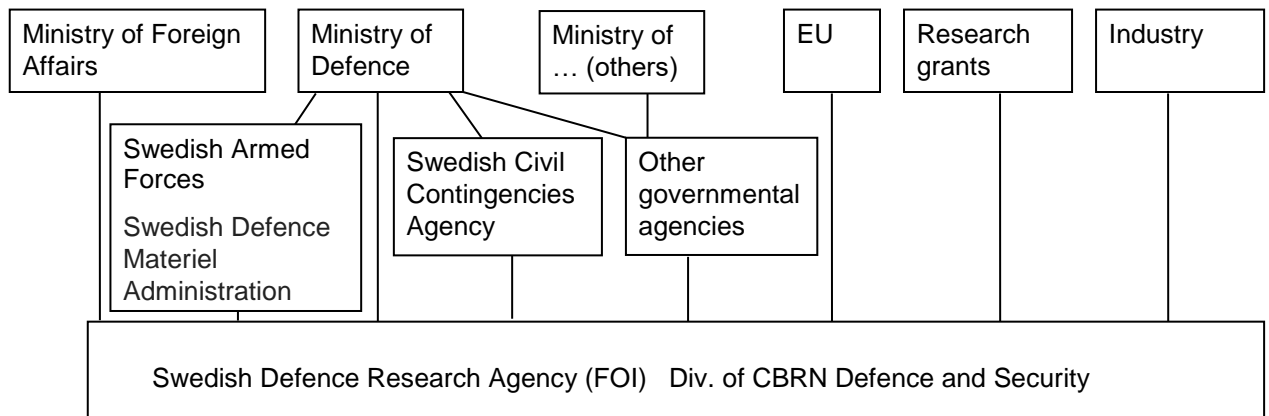 Ministry of Foreign
Affairs
Ministry of
Defence
Ministry of
… (others)
EU
Research
grants
Industry
Swedish Armed
Forces
Swedish Defence
Materiel
Administration
Swedish Civil
Contingencies
Agency
Other
governmental
agencies
Swedish Defence Research Agency (FOI) Div. of CBRN Defence and Security